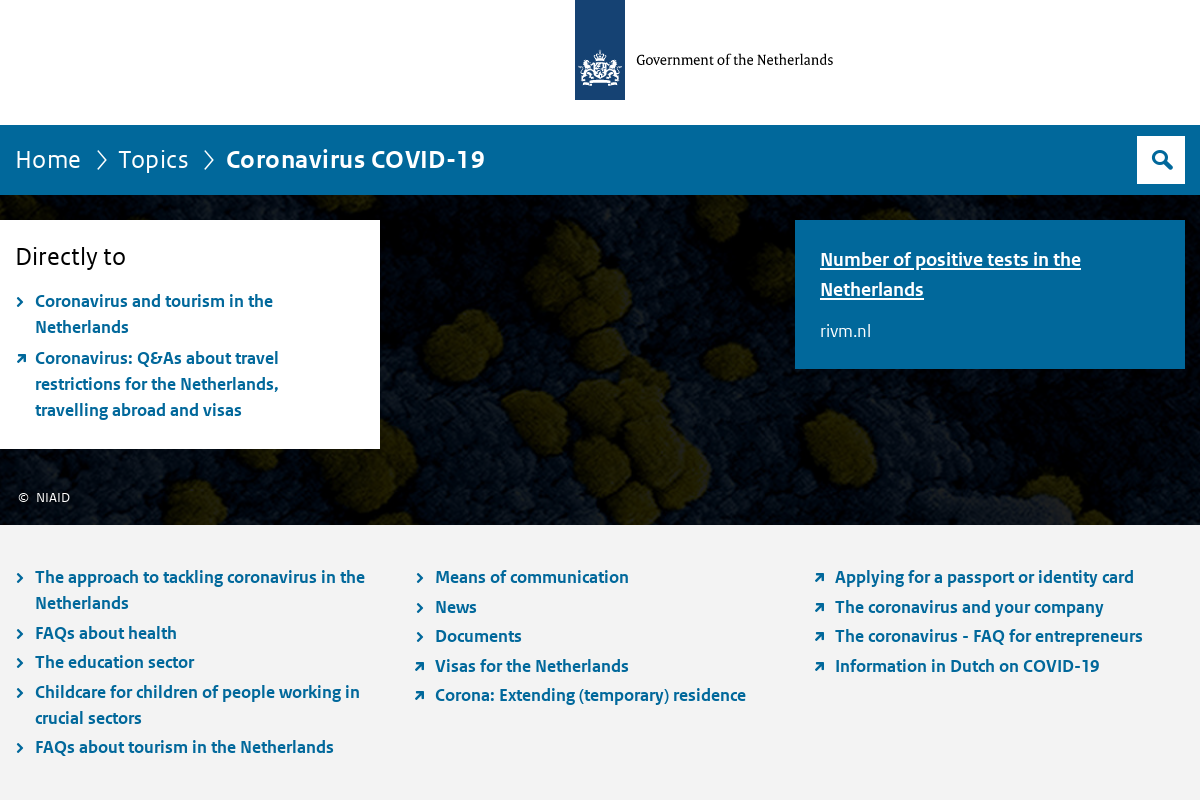 Government of the Netherlands
Home
Topics
Coronavirus COVID-19
Directly to
Coronavirus and tourism in the
Netherlands
Coronavirus: Q&As about travel
restrictions for the Netherlands,
travelling abroad and visas
Number of positive tests in the
Netherlands
rivm.nl
© NIAID
The approach to tackling coronavirus in the
Netherlands
FAQs about health
The education sector
Childcare for children of people working in
crucial sectors
FAQs about tourism in the Netherlands
Means of communication
News
Documents
Visas for the Netherlands
Corona: Extending (temporary) residence
Applying for a passport or identity card
The coronavirus and your company
The coronavirus - FAQ for entrepreneurs
Information in Dutch on COVID-19